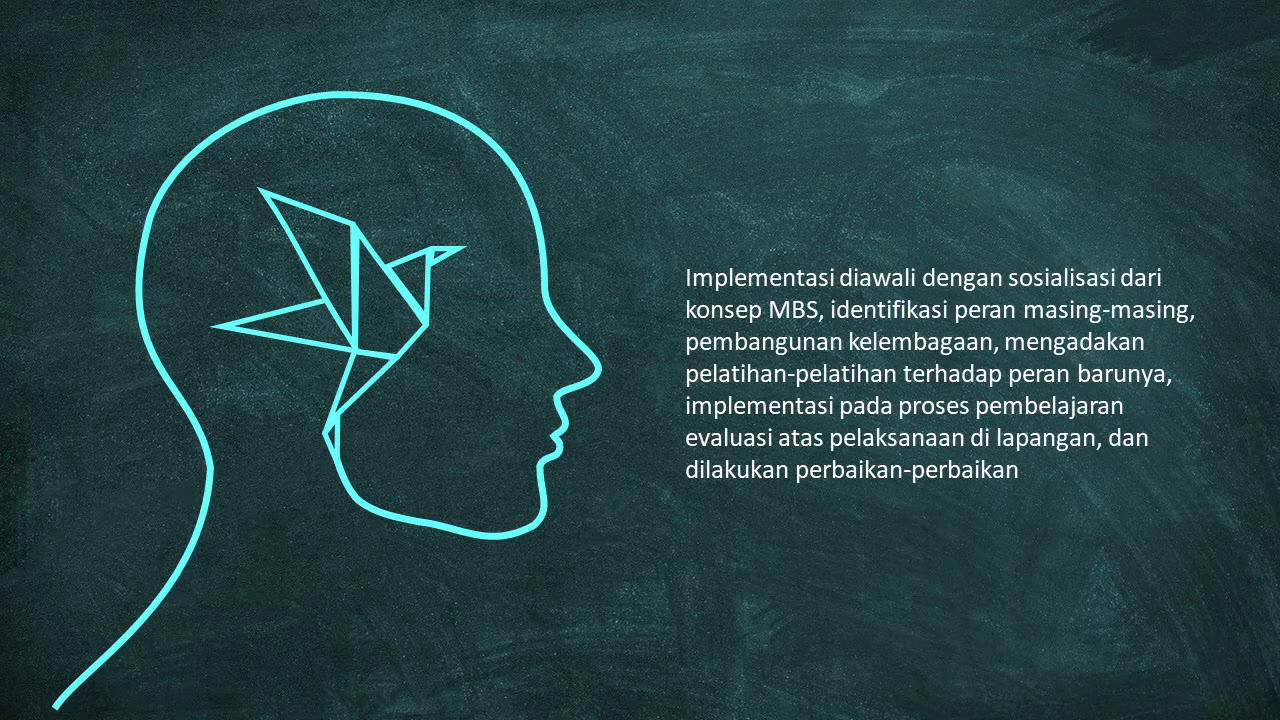 Implementasi diawali dengan sosialisasi dari
konsep MBS, identifikasi peran masing-masing,
pembangunan kelembagaan, mengadakan
pelatihan-pelatihan terhadap peran barunya,
implementasi pada proses pembelajaran
evaluasi atas pelaksanaan di lapangan, dan
dilakukan perbaikan-perbaikan